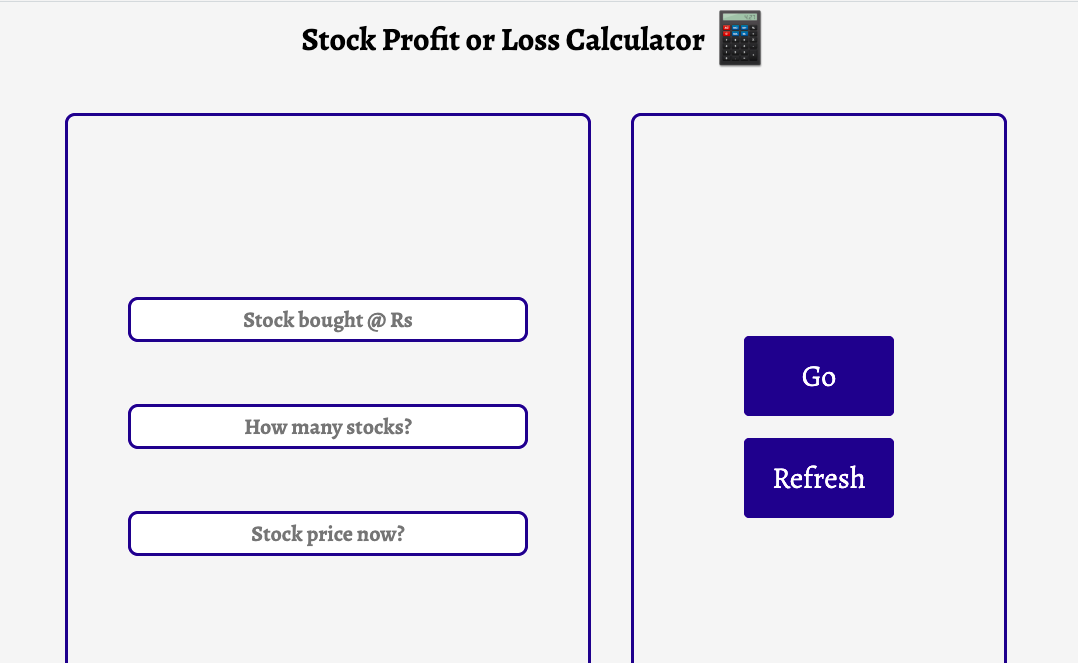 Stock Profit or Loss Calculator
Stock bought @ Rs
How many stocks?
Stock price now?
Go
Refresh